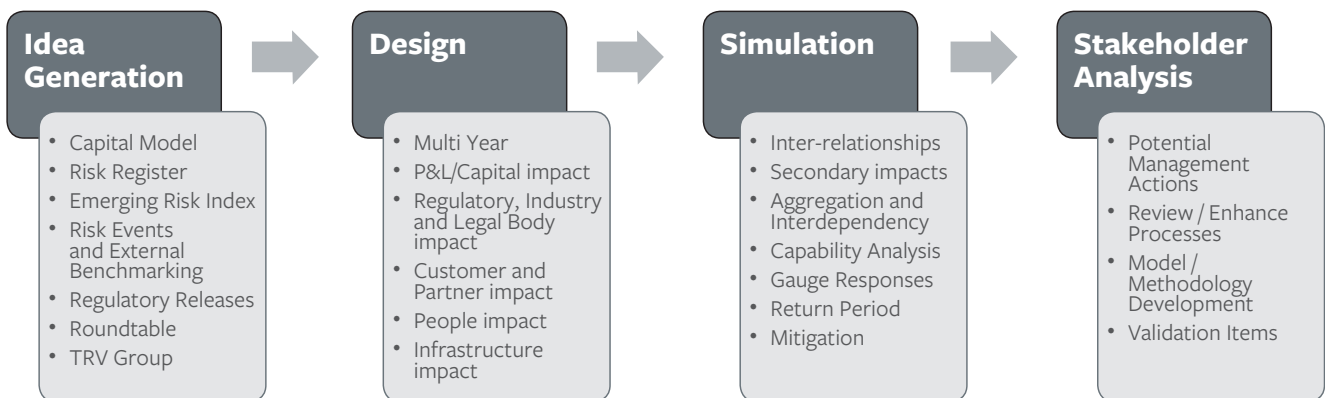 Idea
Generation
• Capital Model
• Risk Register
• Emerging Risk Index
• Risk Events
and External
Benchmarking
• Regulatory Releases
• Roundtable
• TRV Group
Design
• Multi Year
• P&L/Capital impact
• Regulatory, Industry
and Legal Body
impact
• Customer and
Partner impact
• People impact
• Infrastructure
impact
Simulation
• Inter-relationships
• Secondary impacts
• Aggregation and
Interdependency
• Capability Analysis
• Gauge Responses
• Return Period
• Mitigation
Stakeholder
Analysis
• Potential
Management
Actions
• Review / Enhance
Processes
• Model /
Methodology
Development
• Validation Items